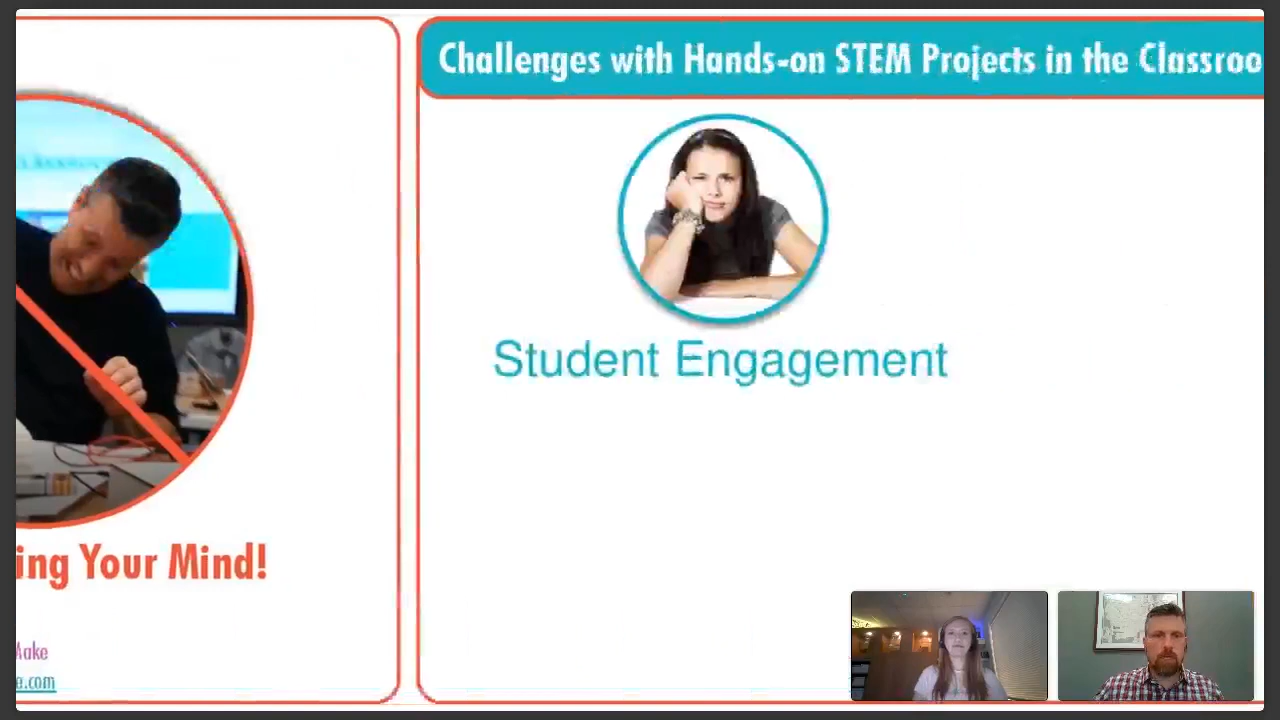 Challenges with Hands-on STEM Projects in the Classroo
Student Engagement
ing Your Mind!
Make
e.com